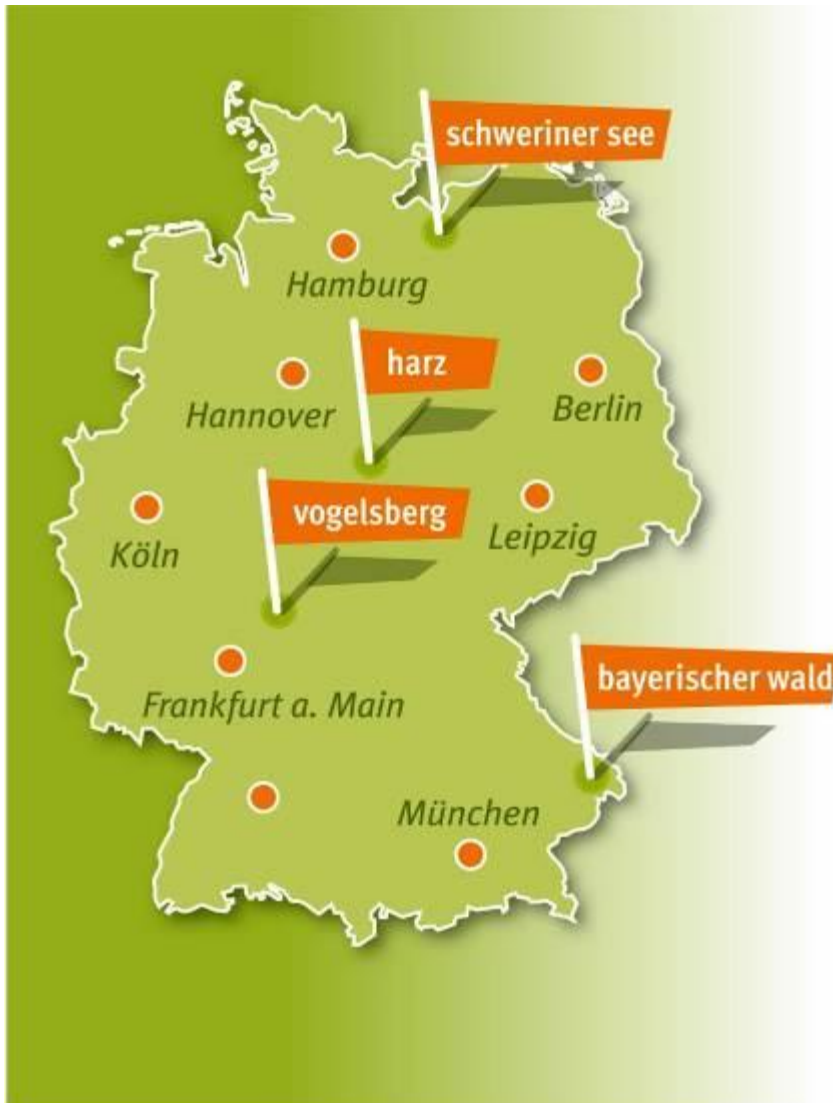 schweriner see
Hamburg
harz
Hannover
Berlin
vogelsberg
Köln
Leipzig
Frankfurt a. Main
bayerischer wald
München